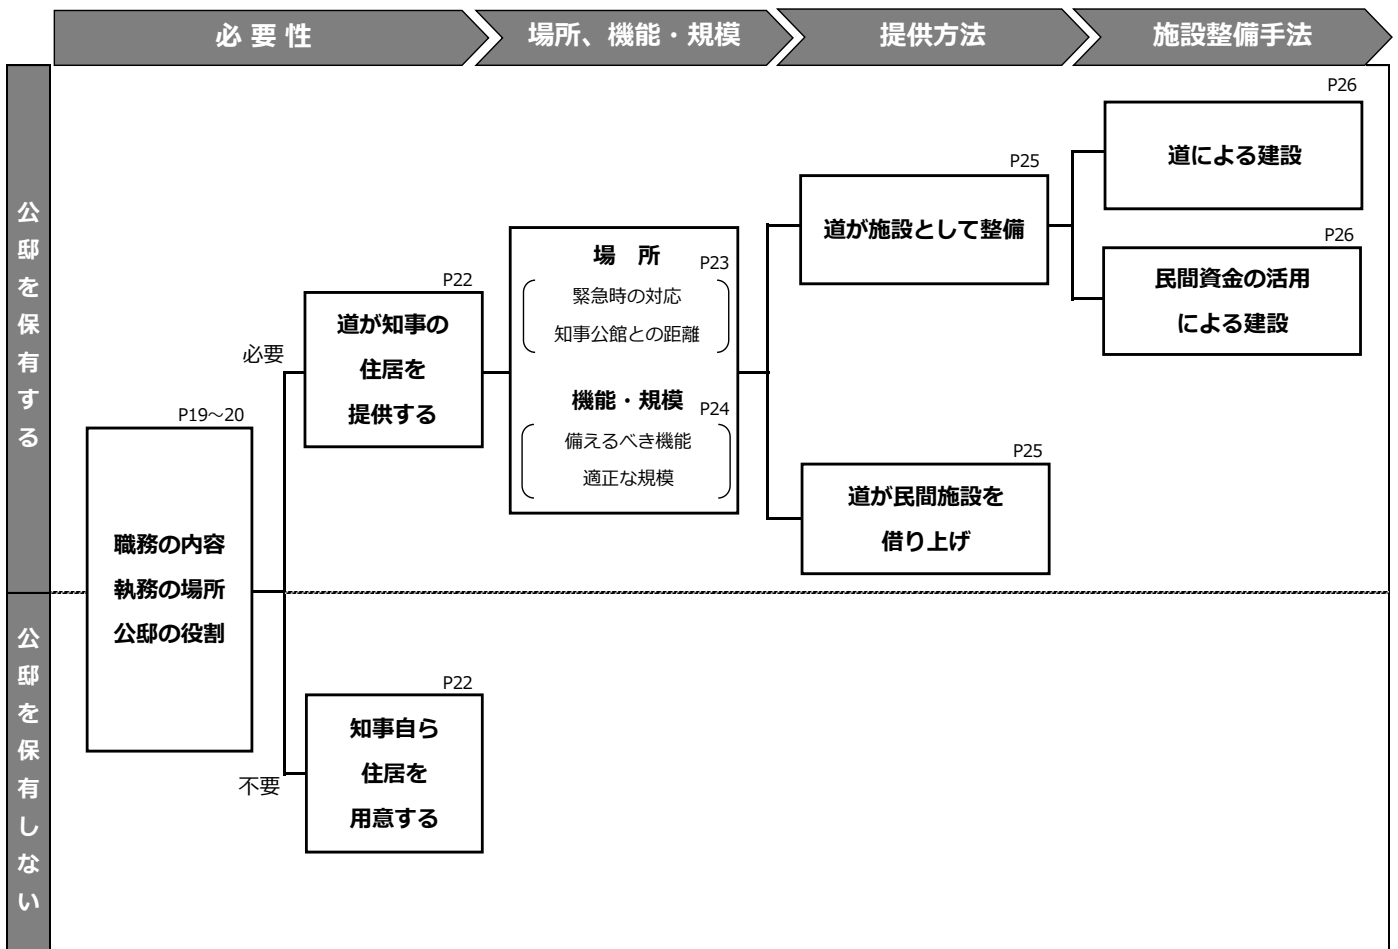 必要性
場所、機能・規模
提供方法
施設整備手法
公邸を保有する
公邸を保有しない
P19～20
職務の内容
執務の場所
公邸の役割
必要
不要
P22
道が知事の
住居を
提供する
P22
知事自ら
住居を
用意する
場　所
P23
緊急時の対応
知事公館との距離
機能・規模
P24
備えるべき機能
適正な規模
P25
道が施設として整備
P25
道が民間施設を
借り上げ
P26
道による建設
P26
民間資金の活用
による建設